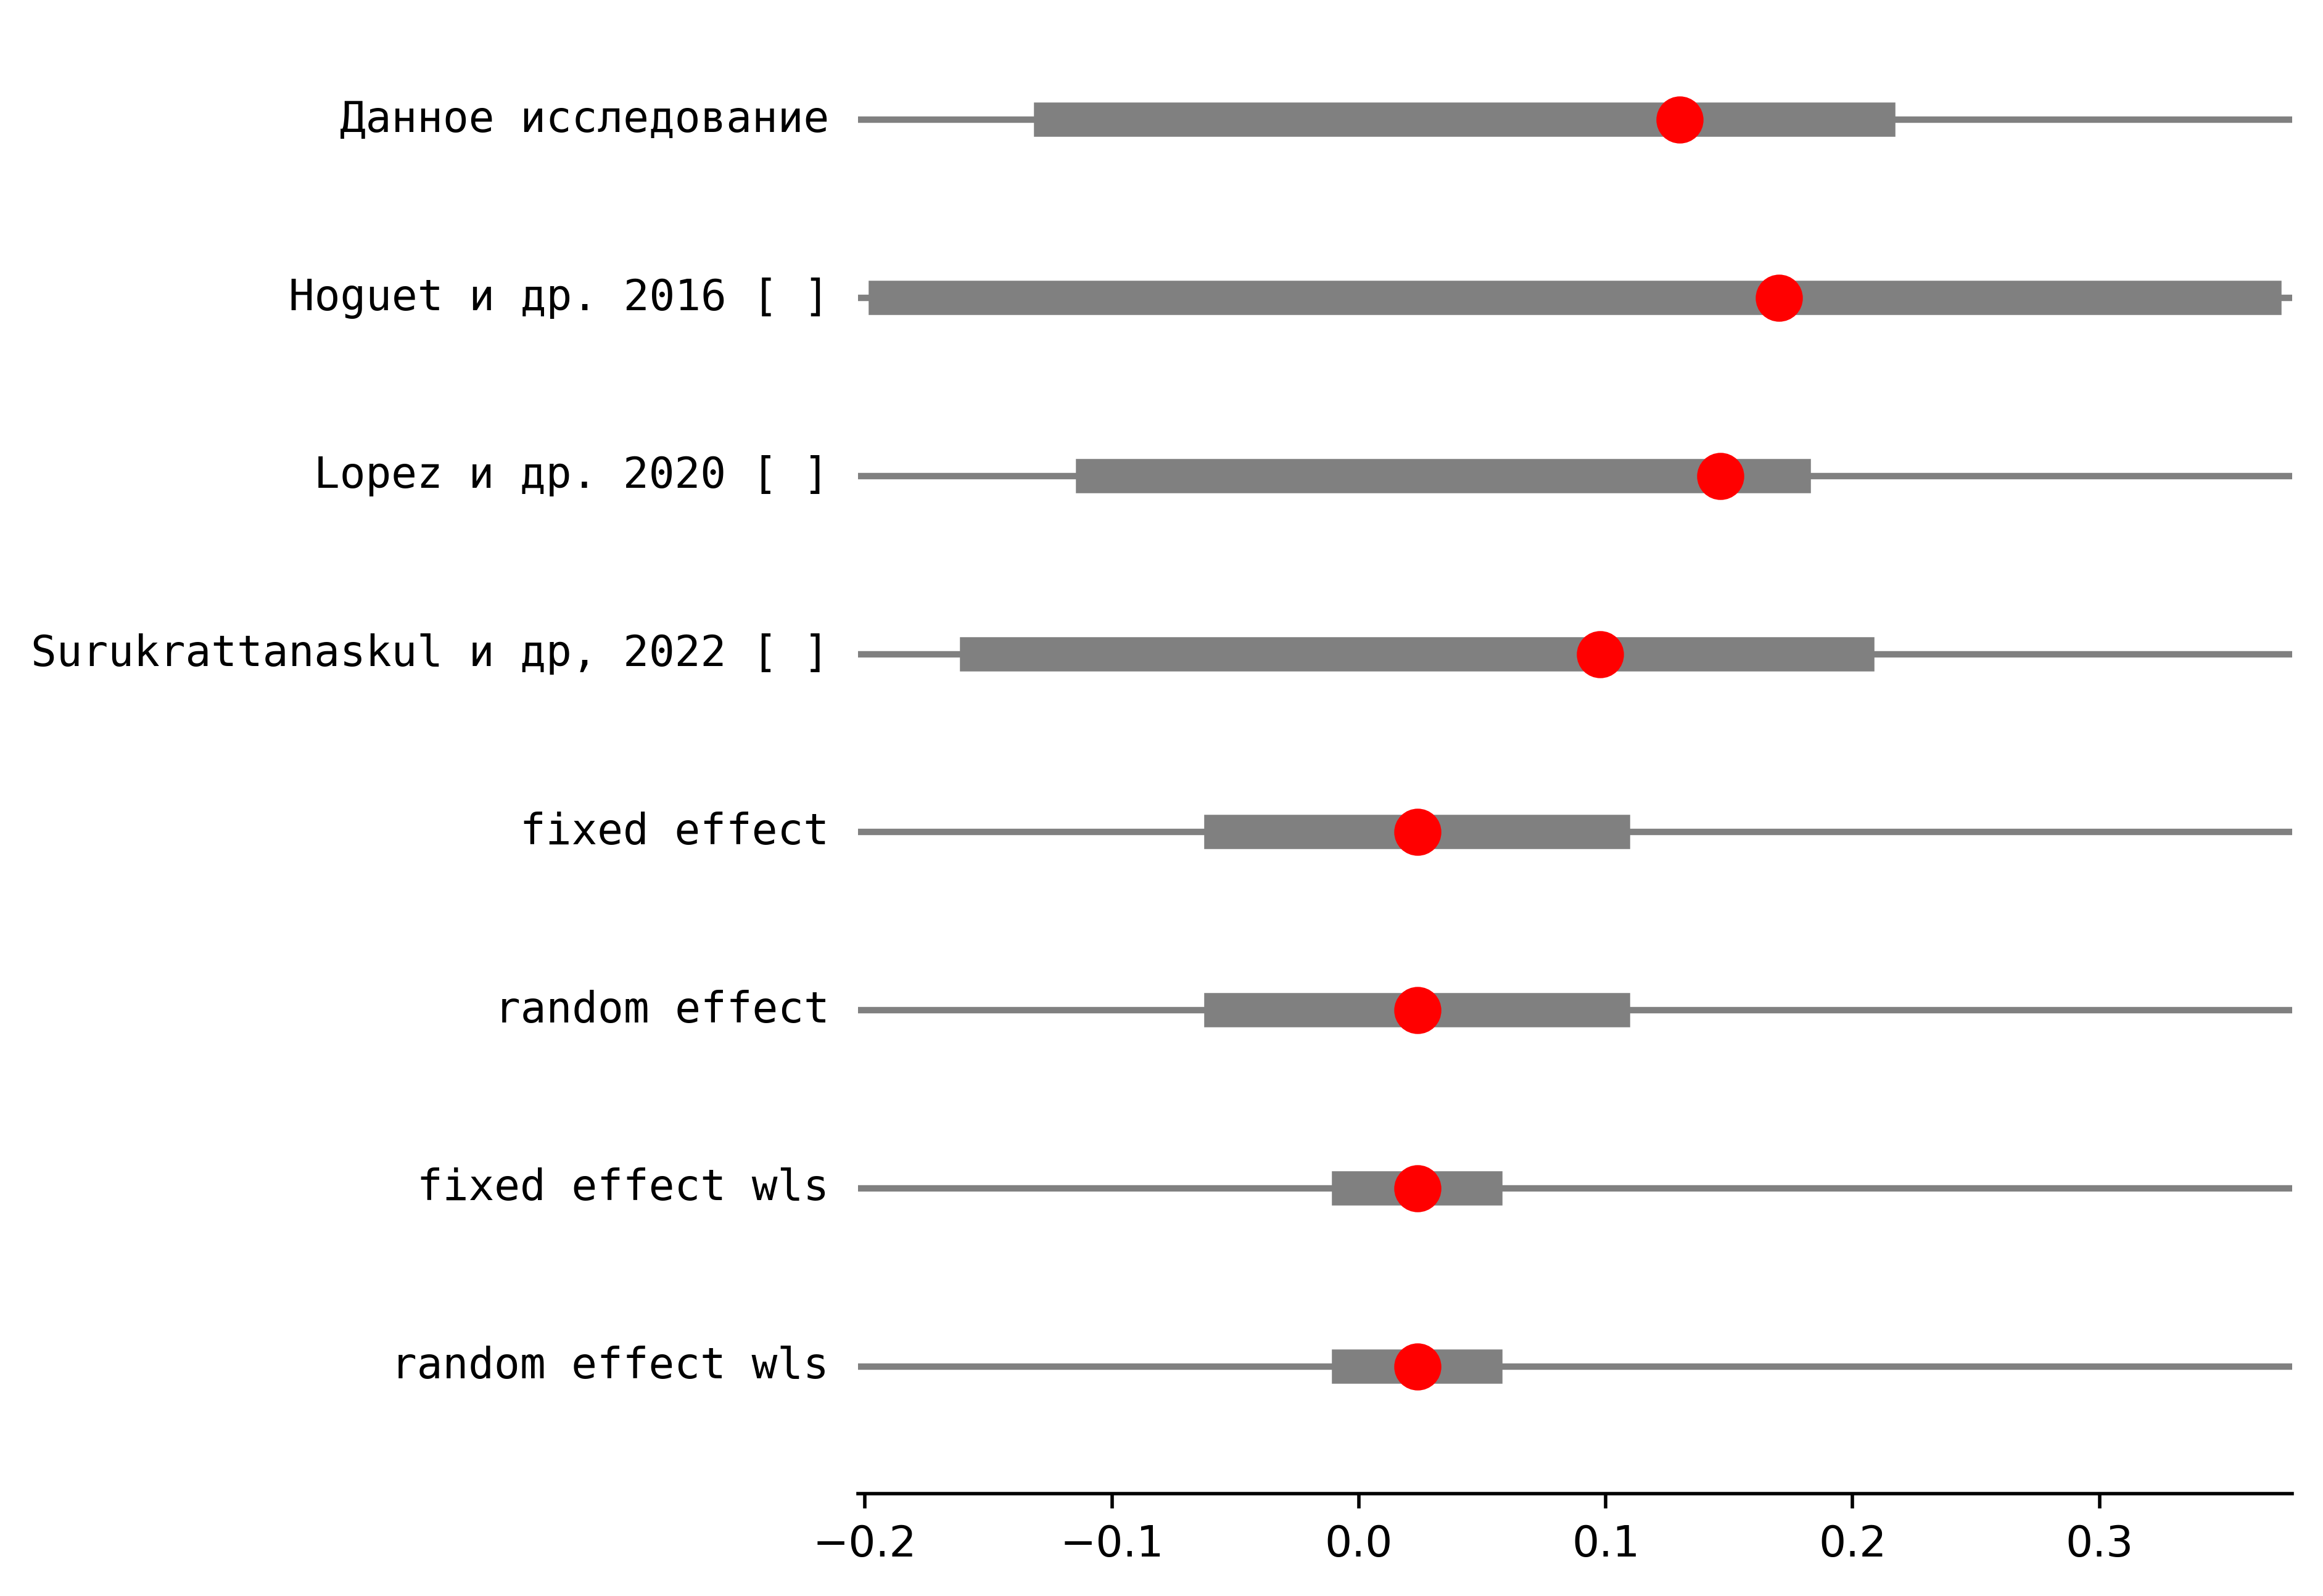 Данное исследование
Hoguet и др. 2016 [ ]
Lopez и др. 2020 [ ]
Surukrattanaskul и др, 2022 [ ]
fixed effect
random effect
fixed effect wls
random effect wls
−0.2 −0.1 0.0 0.1 0.2 0.3